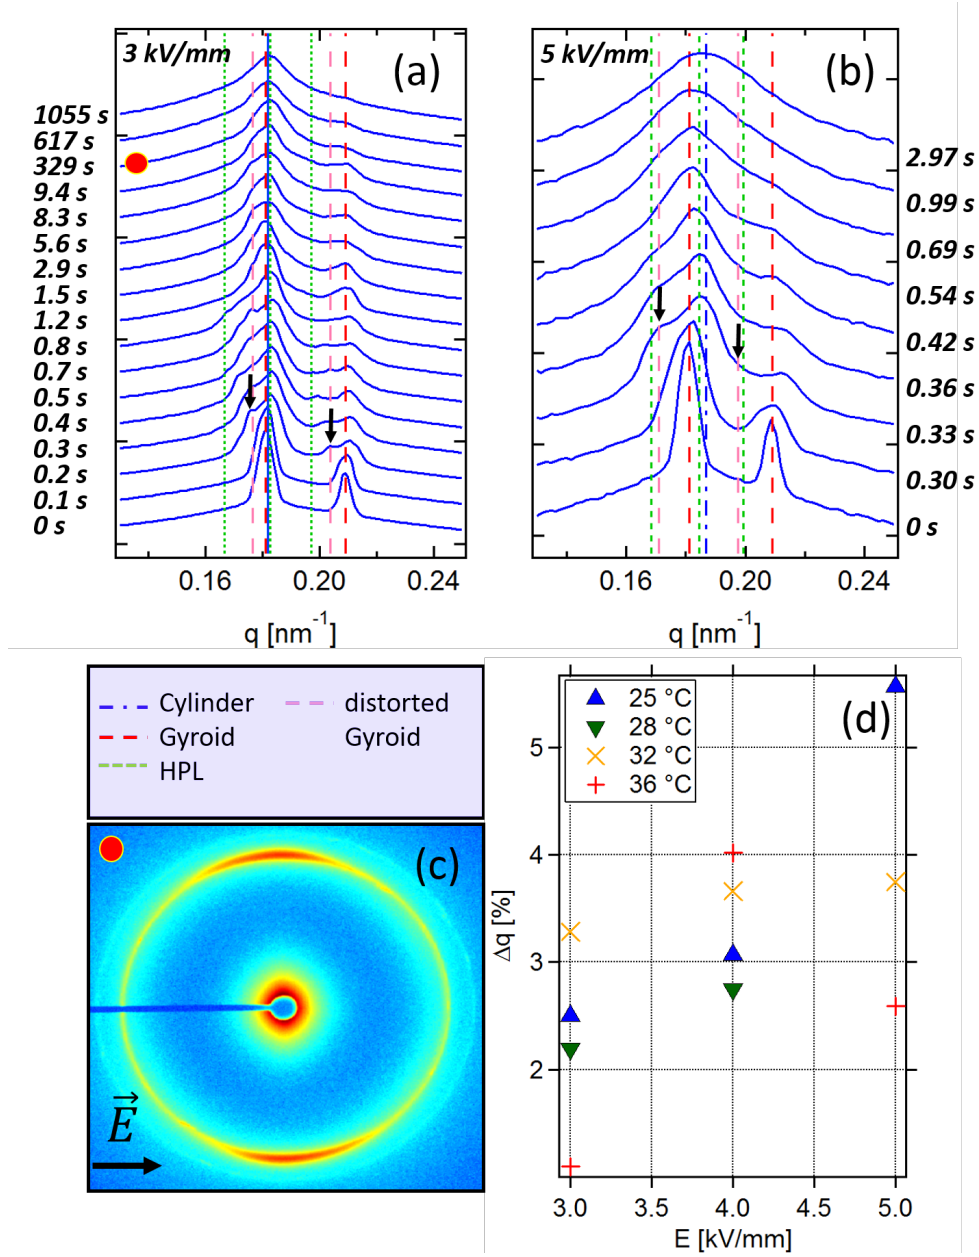 3 kV/mm
(a)
1055 s
617 s
329 s
9.4 s
8.3 s
5.6 s
2.9 s
1.5 s
1.2 s
0.8 s
0.7 s
0.5 s
0.4 s
0.3 s
0.2 s
0.1 s
0 s
0.16 0.20 0.24
q [nm⁻¹]
5 kV/mm
(b)
2.97 s
0.99 s
0.69 s
0.54 s
0.42 s
0.36 s
0.33 s
0.30 s
0 s
0.16 0.20 0.24
q [nm⁻¹]
Cylinder
Gyroid
HPL
distorted
Gyroid
(c)
E
(d)
25 °C
28 °C
32 °C
36 °C
5
4
3
2
Δq [%]
3.0 3.5 4.0 4.5 5.0
E [kV/mm]